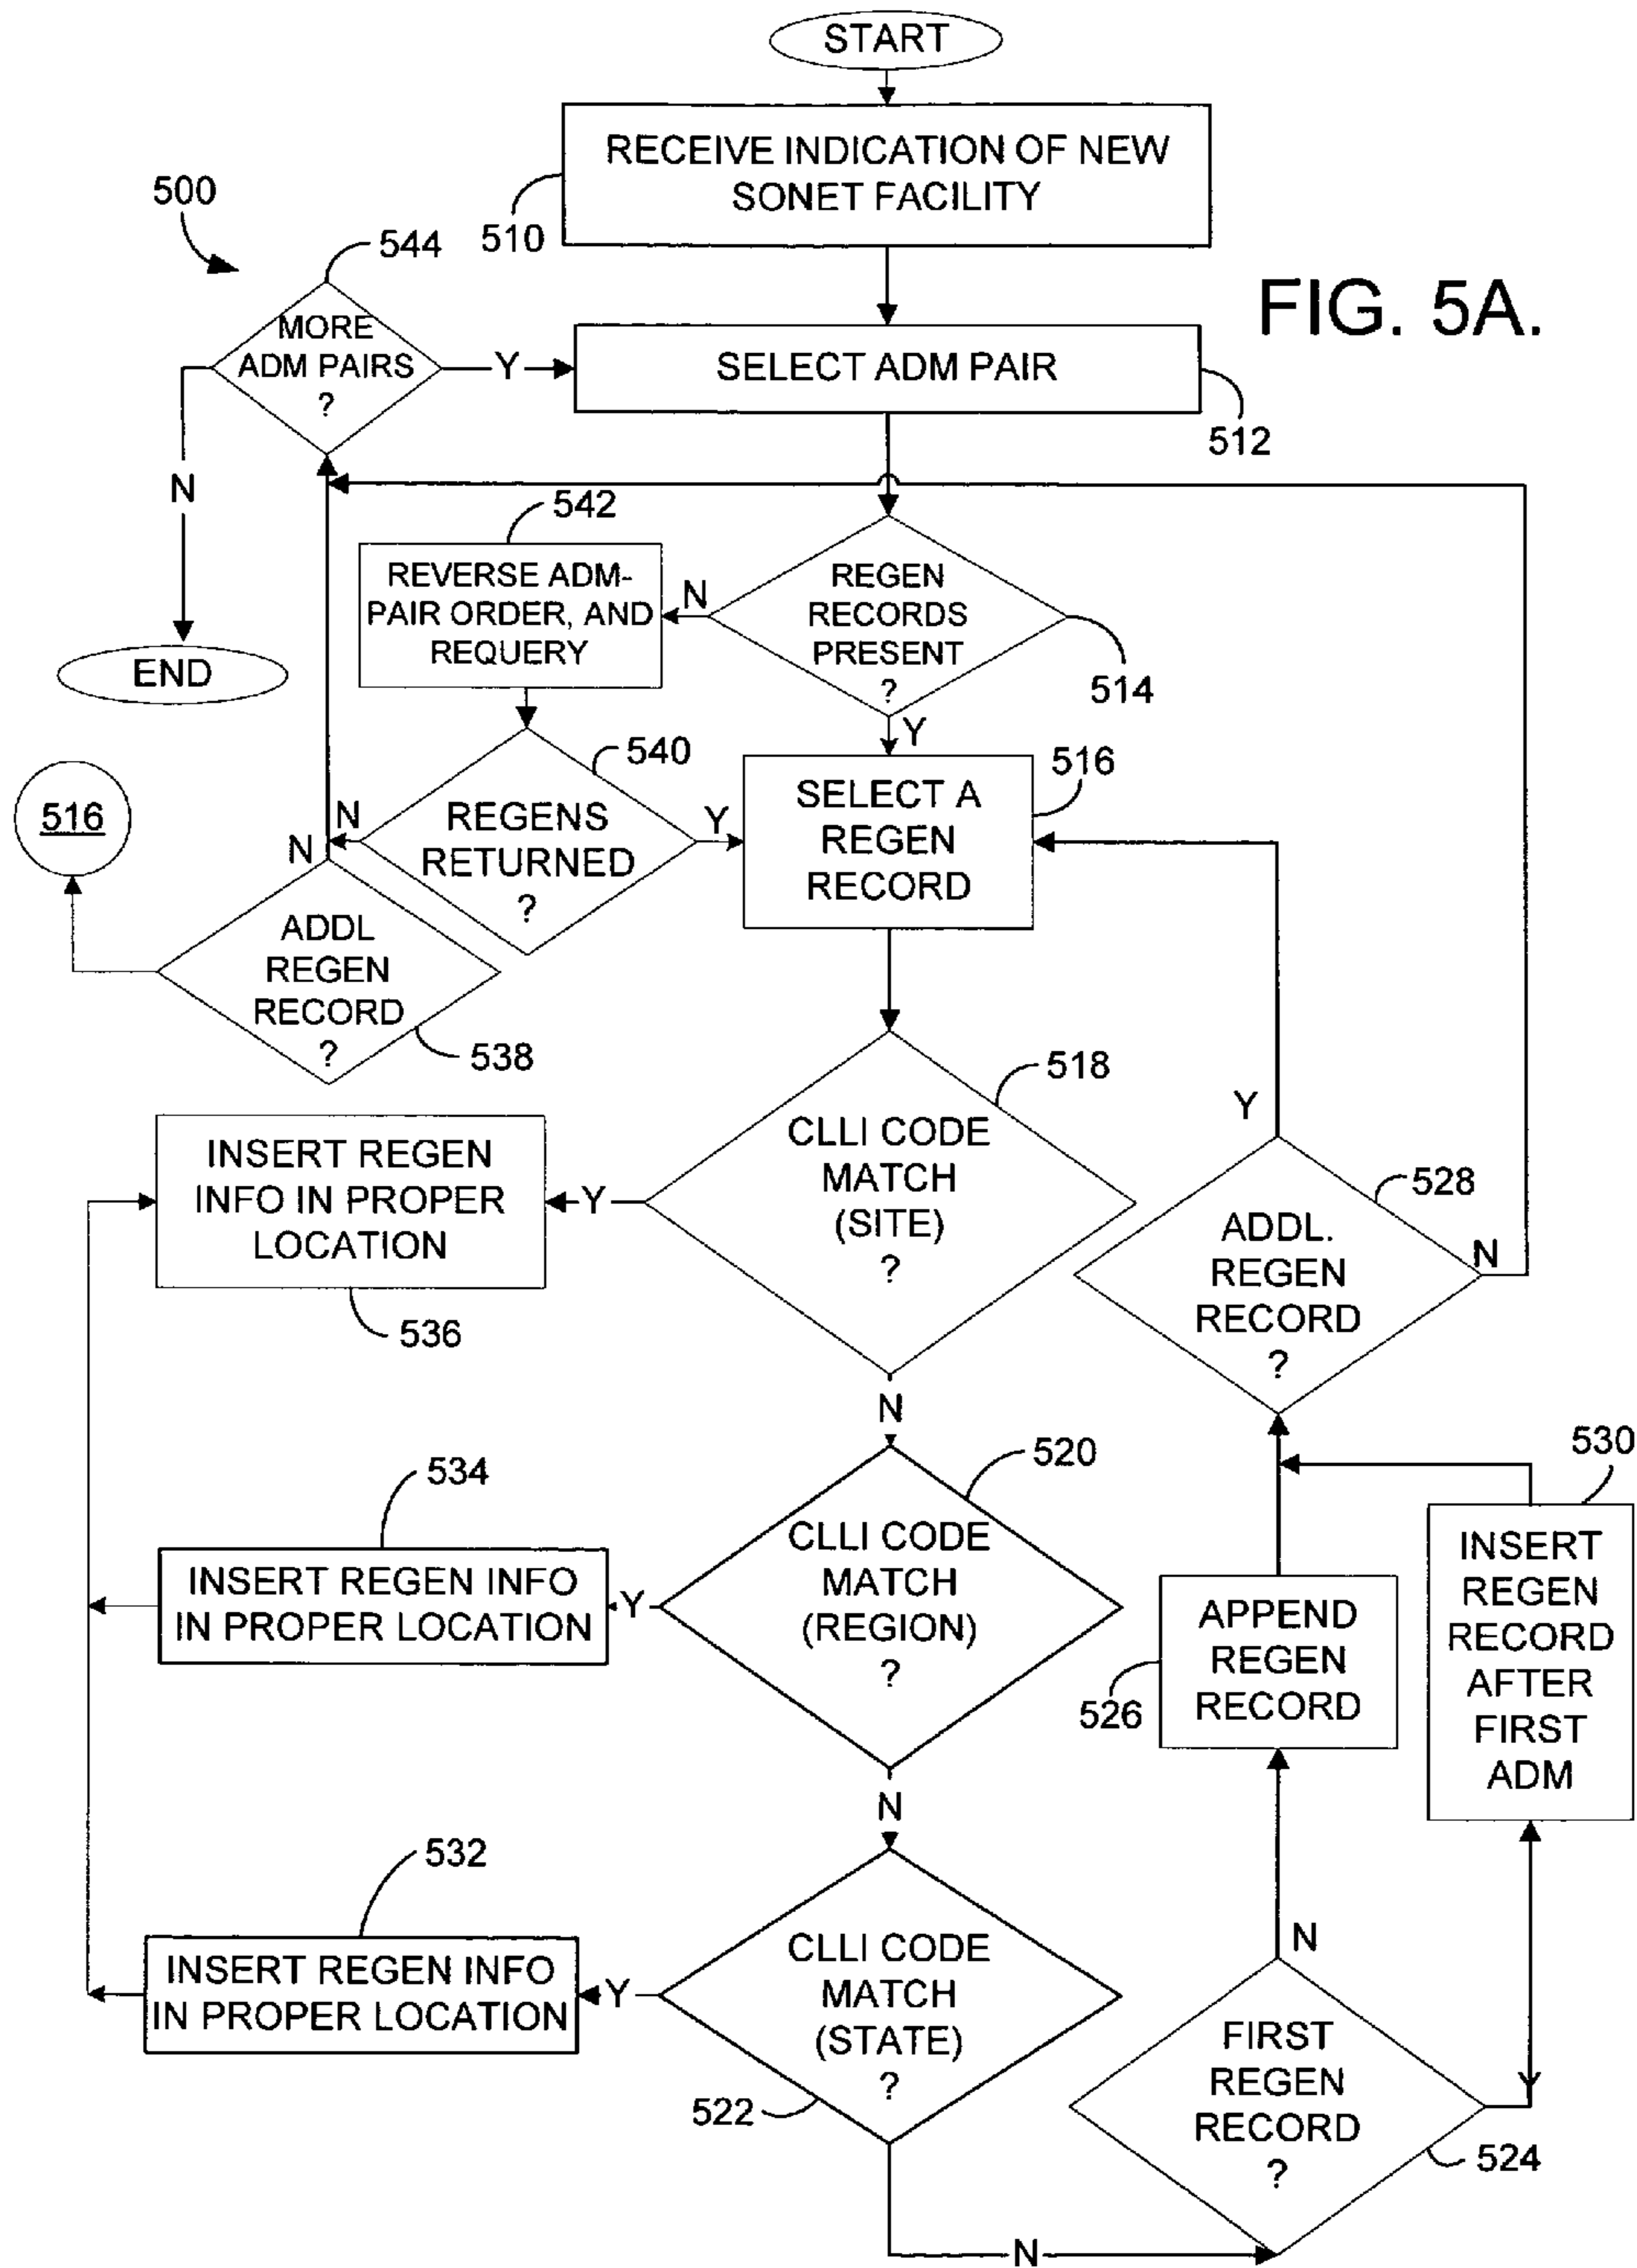 START
RECEIVE INDICATION OF NEW
SONET FACILITY
510
500
544
FIG. 5A.
MORE
ADM PAIRS
?
Y
SELECT ADM PAIR
512
N
END
542
REVERSE ADM-
PAIR ORDER, AND
REQUERY
N
REGEN
RECORDS
PRESENT
?
514
Y
540
REGENS
RETURNED
?
N
Y
516
SELECT A
REGEN
RECORD
516
N
ADDL
REGEN
RECORD
?
538
518
CLLI CODE
MATCH
(SITE)
?
Y
INSERT REGEN
INFO IN PROPER
LOCATION
536
Y
528
ADDL.
REGEN
RECORD
?
N
N
520
CLLI CODE
MATCH
(REGION)
?
534
INSERT REGEN INFO
IN PROPER LOCATION
Y
530
INSERT
REGEN
RECORD
AFTER
FIRST
ADM
APPEND
REGEN
RECORD
526
N
532
INSERT REGEN INFO
IN PROPER LOCATION
Y
CLLI CODE
MATCH
(STATE)
?
522
N
FIRST
REGEN
RECORD
?
Y
524
N